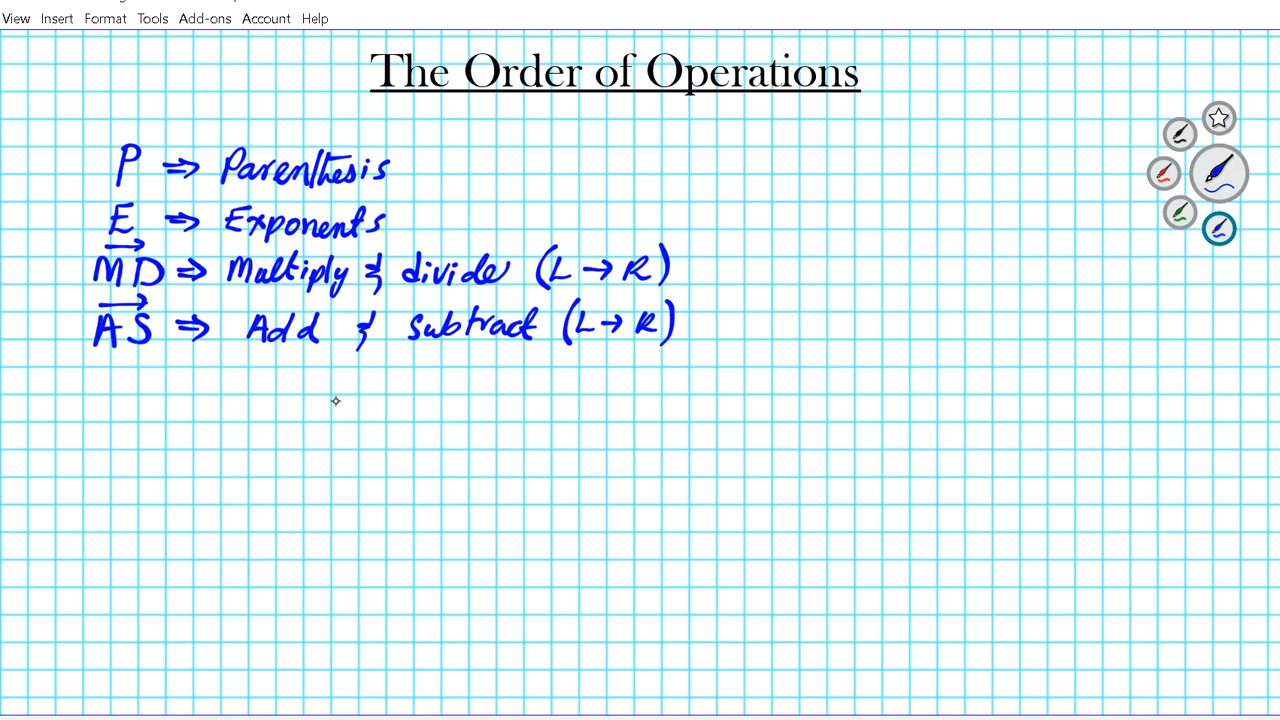 View Insert Format Tools Add-ons Account Help
The Order of Operations
P ⇒ Parenthesis
E ⇒ Exponents
MD ⇒ Multiply & divide (L → R)
AS ⇒ Add & subtract (L → R)